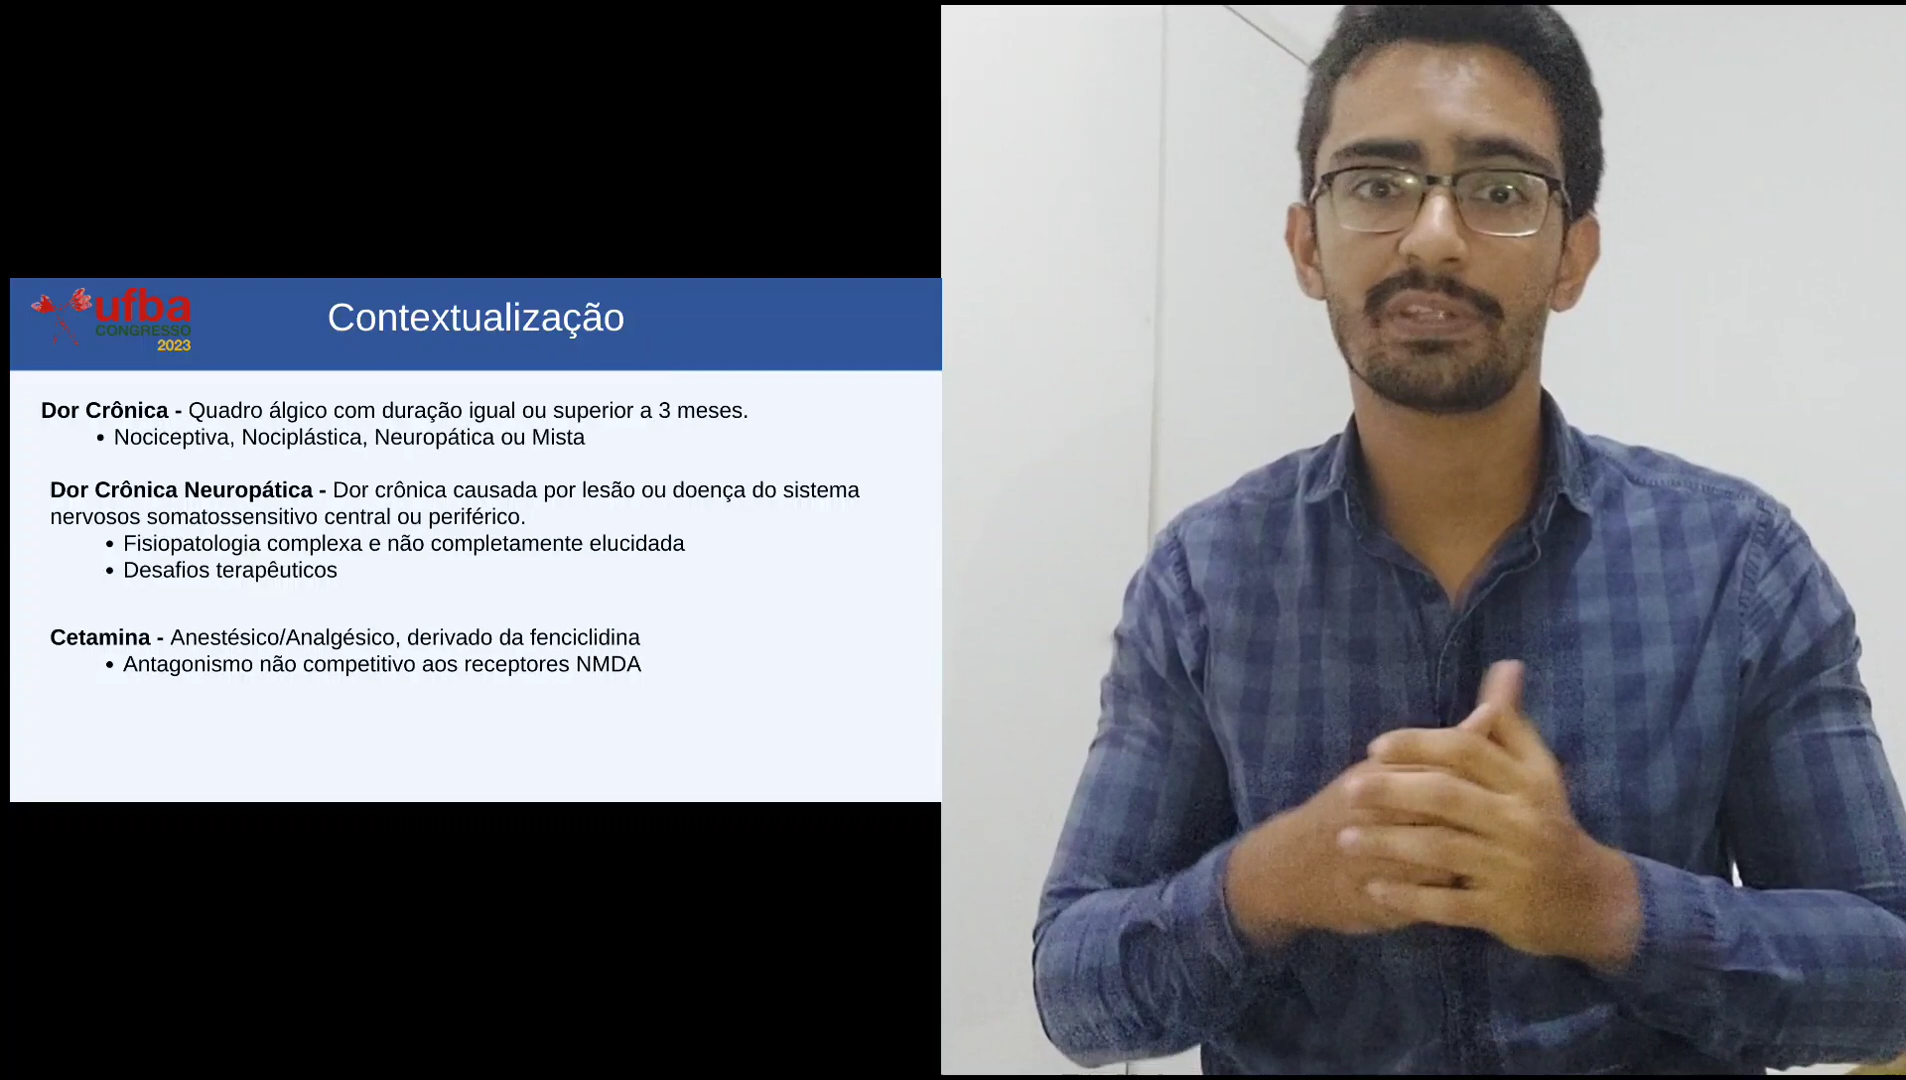 ufba
CONGRESSO
2023
Contextualização
Dor Crônica - Quadro álgico com duração igual ou superior a 3 meses.
• Nociceptiva, Nociplástica, Neuropática ou Mista
Dor Crônica Neuropática - Dor crônica causada por lesão ou doença do sistema
nervosos somatossensitivo central ou periférico.
• Fisiopatologia complexa e não completamente elucidada
• Desafios terapêuticos
Cetamina - Anestésico/Analgésico, derivado da fenciclidina
• Antagonismo não competitivo aos receptores NMDA